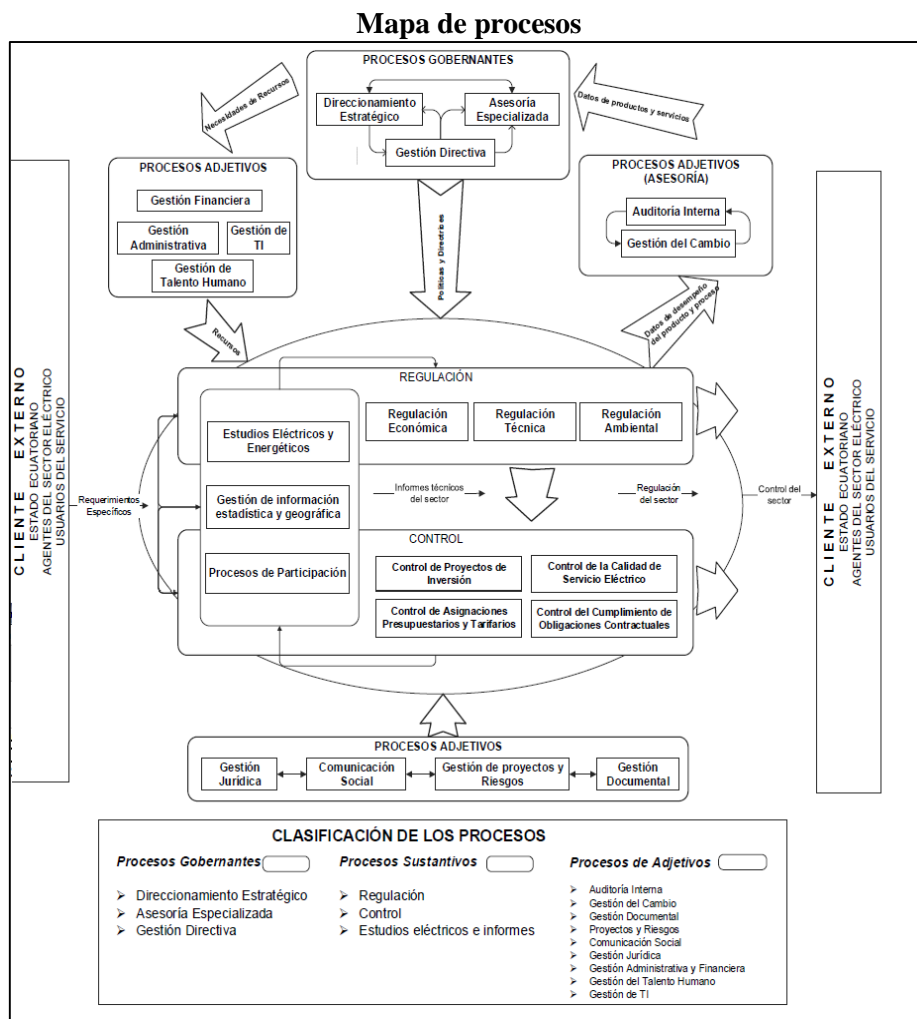 Mapa de procesos
PROCESOS GOBERNANTES
Direccionamiento
Estratégico
Asesoría
Especializada
Gestión Directiva
Necesidades de Recursos
Datos de productos y servicios
PROCESOS ADJETIVOS
Gestión Financiera
Gestión
Administrativa
Gestión de
TI
Gestión de
Talento Humano
Políticas y Directrices
PROCESOS ADJETIVOS
(ASESORÍA)
Auditoría Interna
Gestión del Cambio
Recursos
Datos de desempeño
del producto y proceso
CLIENTE EXTERNO
ESTADO ECUATORIANO
AGENTES DEL SECTOR ELÉCTRICO
USUARIOS DEL SERVICIO
Requerimientos
Específicos
REGULACIÓN
Estudios Eléctricos y
Energéticos
Regulación
Económica
Regulación
Técnica
Regulación
Ambiental
Gestión de información
estadística y geográfica
Informes técnicos
del sector
Regulación
del sector
Control del
sector
Procesos de Participación
CONTROL
Control de Proyectos de
Inversión
Control de la Calidad de
Servicio Eléctrico
Control de Asignaciones
Presupuestarios y Tarifarios
Control del Cumplimiento de
Obligaciones Contractuales
CLIENTE EXTERNO
ESTADO ECUATORIANO
AGENTES DEL SECTOR ELÉCTRICO
USUARIOS DEL SERVICIO
PROCESOS ADJETIVOS
Gestión
Jurídica
Comunicación
Social
Gestión de proyectos y
Riesgos
Gestión
Documental
CLASIFICACIÓN DE LOS PROCESOS
Procesos Gobernantes
➢ Direccionamiento Estratégico
➢ Asesoría Especializada
➢ Gestión Directiva
Procesos Sustantivos
➢ Regulación
➢ Control
➢ Estudios eléctricos e informes
Procesos de Adjetivos
➢ Auditoría Interna
➢ Gestión del Cambio
➢ Gestión Documental
➢ Proyectos y Riesgos
➢ Comunicación Social
➢ Gestión Jurídica
➢ Gestión Administrativa y Financiera
➢ Gestión del Talento Humano
➢ Gestión de TI